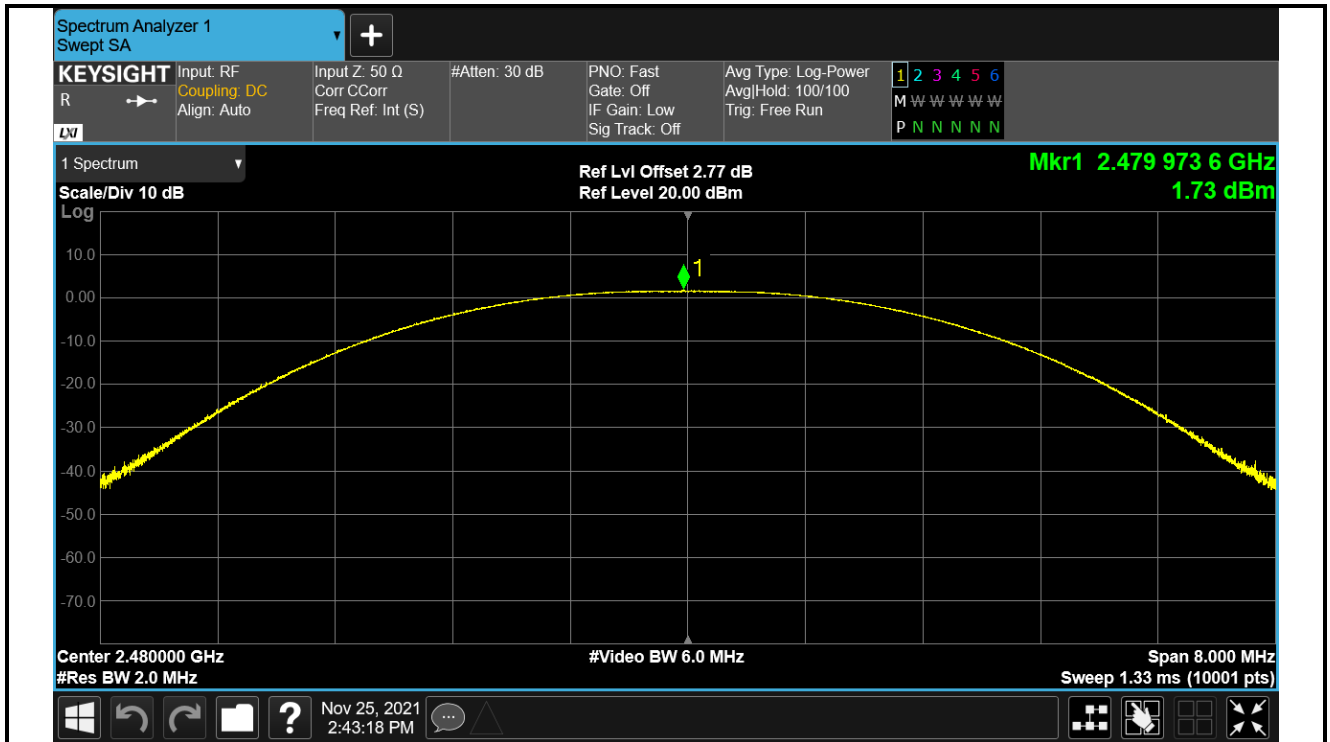 Spectrum Analyzer 1
Swept SA
KEYSIGHT
R
LXI
Input: RF
Coupling: DC
Align: Auto
Input Z: 50 Ω
Corr CCorr
Freq Ref: Int (S)
#Atten: 30 dB
PNO: Fast
Gate: Off
IF Gain: Low
Sig Track: Off
Avg Type: Log-Power
Avg|Hold: 100/100
Trig: Free Run
1 2 3 4 5 6
M W W W W W
P N N N N N
1 Spectrum
Scale/Div 10 dB
Log
Ref Lvl Offset 2.77 dB
Ref Level 20.00 dBm
Mkr1 2.479 973 6 GHz
1.73 dBm
1
10.0
0.00
-10.0
-20.0
-30.0
-40.0
-50.0
-60.0
-70.0
Center 2.480000 GHz
#Res BW 2.0 MHz
#Video BW 6.0 MHz
Span 8.000 MHz
Sweep 1.33 ms (10001 pts)
?
Nov 25, 2021
2:43:18 PM